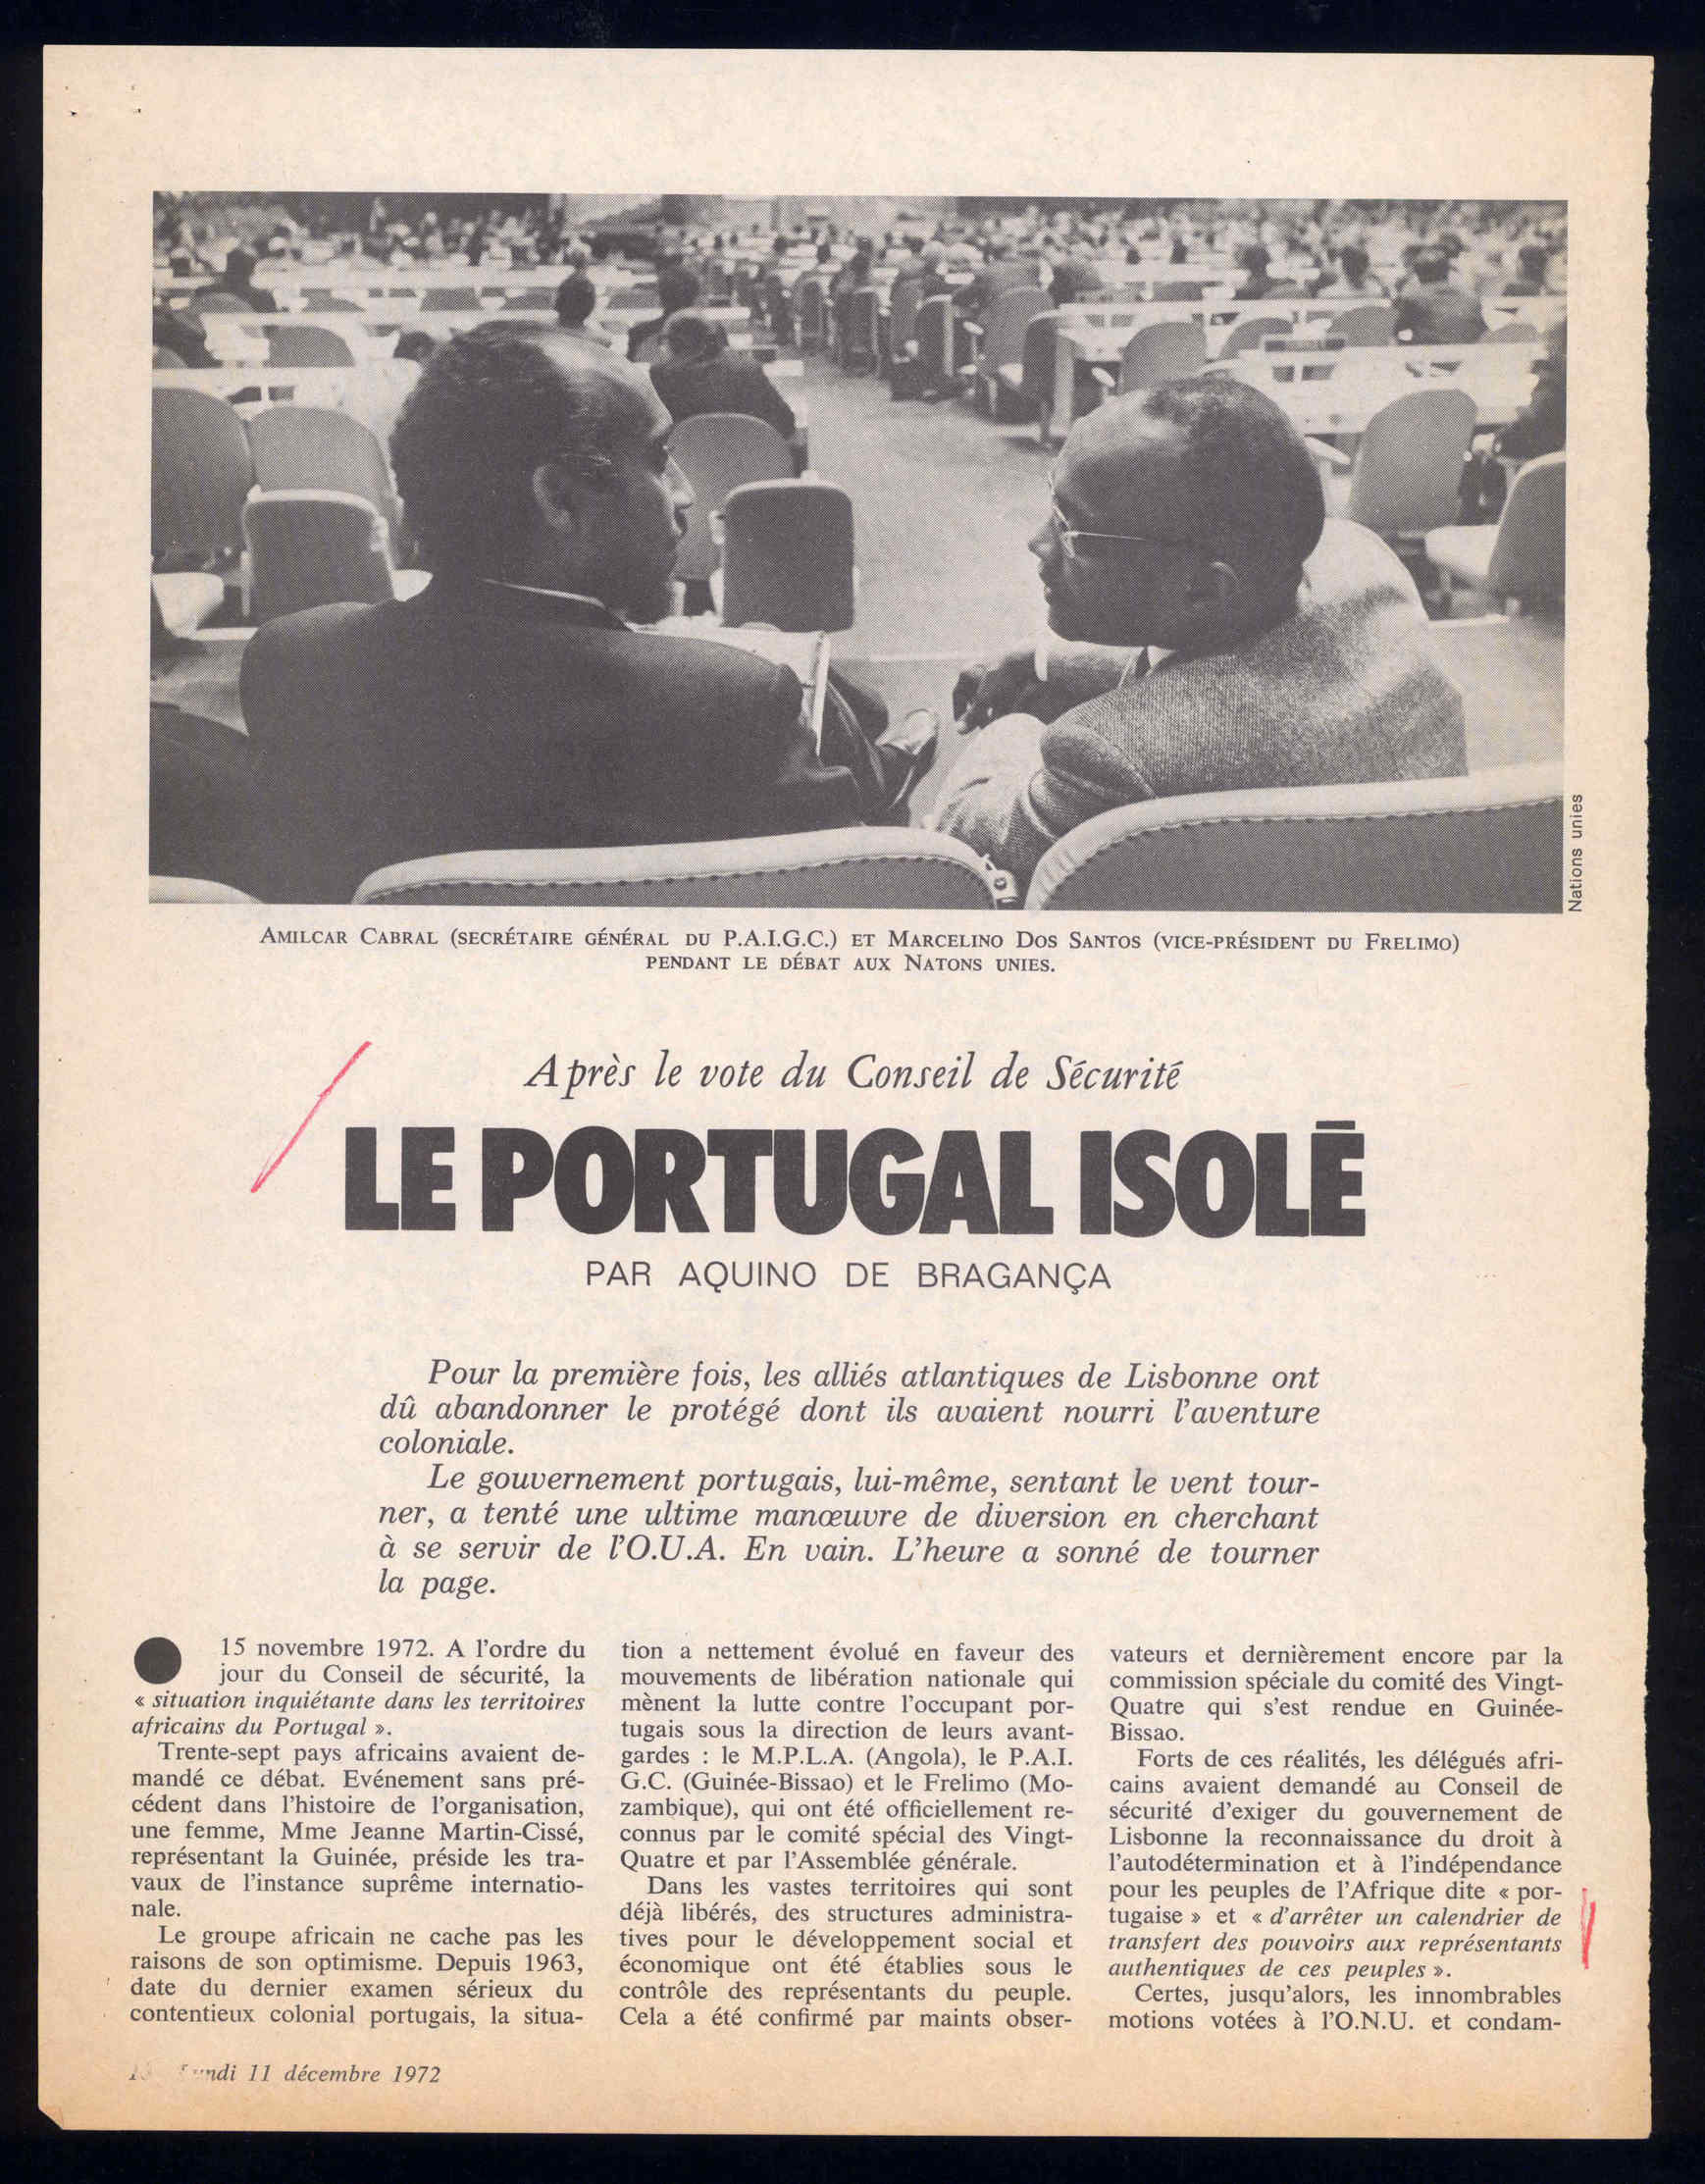 Nations unies
AMILCAR CABRAL (SECRÉTAIRE GÉNÉRAL DU P.A.I.G.C.) ET MARCELINO DOS SANTOS (VICE-PRÉSIDENT DU FRELIMO)
PENDANT LE DÉBAT AUX NATONS UNIES.
Après le vote du Conseil de Sécurité
LE PORTUGAL ISOLÉ
PAR AQUINO DE BRAGANÇA
Pour la première fois, les alliés atlantiques de Lisbonne ont
dû abandonner le protégé dont ils avaient nourri l'aventure
coloniale.
Le gouvernement portugais, lui-même, sentant le vent tour-
ner, a tenté une ultime manœuvre de diversion en cherchant
à se servir de l'O.U.A. En vain. L'heure a sonné de tourner
la page.
15 novembre 1972. A l'ordre du
jour du Conseil de sécurité, la
« situation inquiétante dans les territoires
africains du Portugal ».
Trente-sept pays africains avaient de-
mandé ce débat. Evénement sans pré-
cédent dans l'histoire de l'organisation,
une femme, Mme Jeanne Martin-Cissé,
représentant la Guinée, préside les tra-
vaux de l'instance suprême internatio-
nale.
Le groupe africain ne cache pas les
raisons de son optimisme. Depuis 1963,
date du dernier examen sérieux du
contentieux colonial portugais, la situa-
tion a nettement évolué en faveur des
mouvements de libération nationale qui
mènent la lutte contre l'occupant por-
tugais sous la direction de leurs avant-
gardes : le M.P.L.A. (Angola), le P.A.I.
G.C. (Guinée-Bissao) et le Frelimo (Mo-
zambique), qui ont été officiellement re-
connus par le comité spécial des Vingt-
Quatre et par l'Assemblée générale.
Dans les vastes territoires qui sont
déjà libérés, des structures administra-
tives pour le développement social et
économique ont été établies sous le
contrôle des représentants du peuple.
Cela a été confirmé par maints obser-
vateurs et dernièrement encore par la
commission spéciale du comité des Vingt-
Quatre qui s'est rendue en Guinée-
Bissao.
Forts de ces réalités, les délégués afri-
cains avaient demandé au Conseil de
sécurité d'exiger du gouvernement de
Lisbonne la reconnaissance du droit à
l'autodétermination et à l'indépendance
pour les peuples de l'Afrique dite « por-
tugaise » et « d'arrêter un calendrier de
transfert des pouvoirs aux représentants
authentiques de ces peuples ».
Certes, jusqu'alors, les innombrables
motions votées à l'O.N.U. et condam-
11 décembre 1972